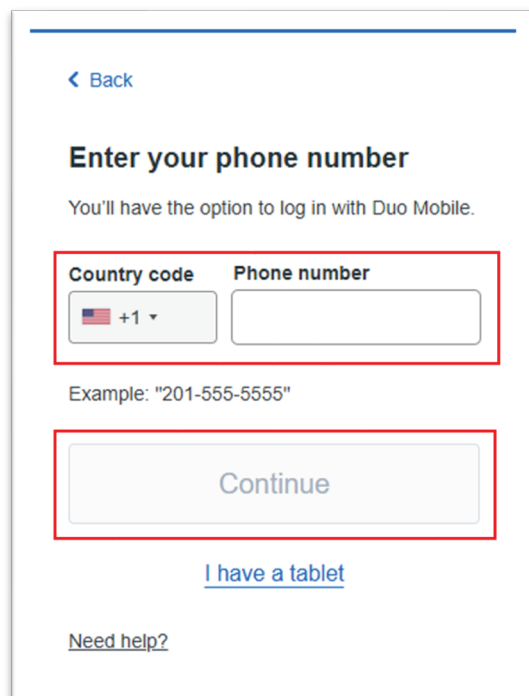 Back
Enter your phone number
You'll have the option to log in with Duo Mobile.
Country code Phone number
+1
Example: "201-555-5555"
Continue
I have a tablet
Need help?